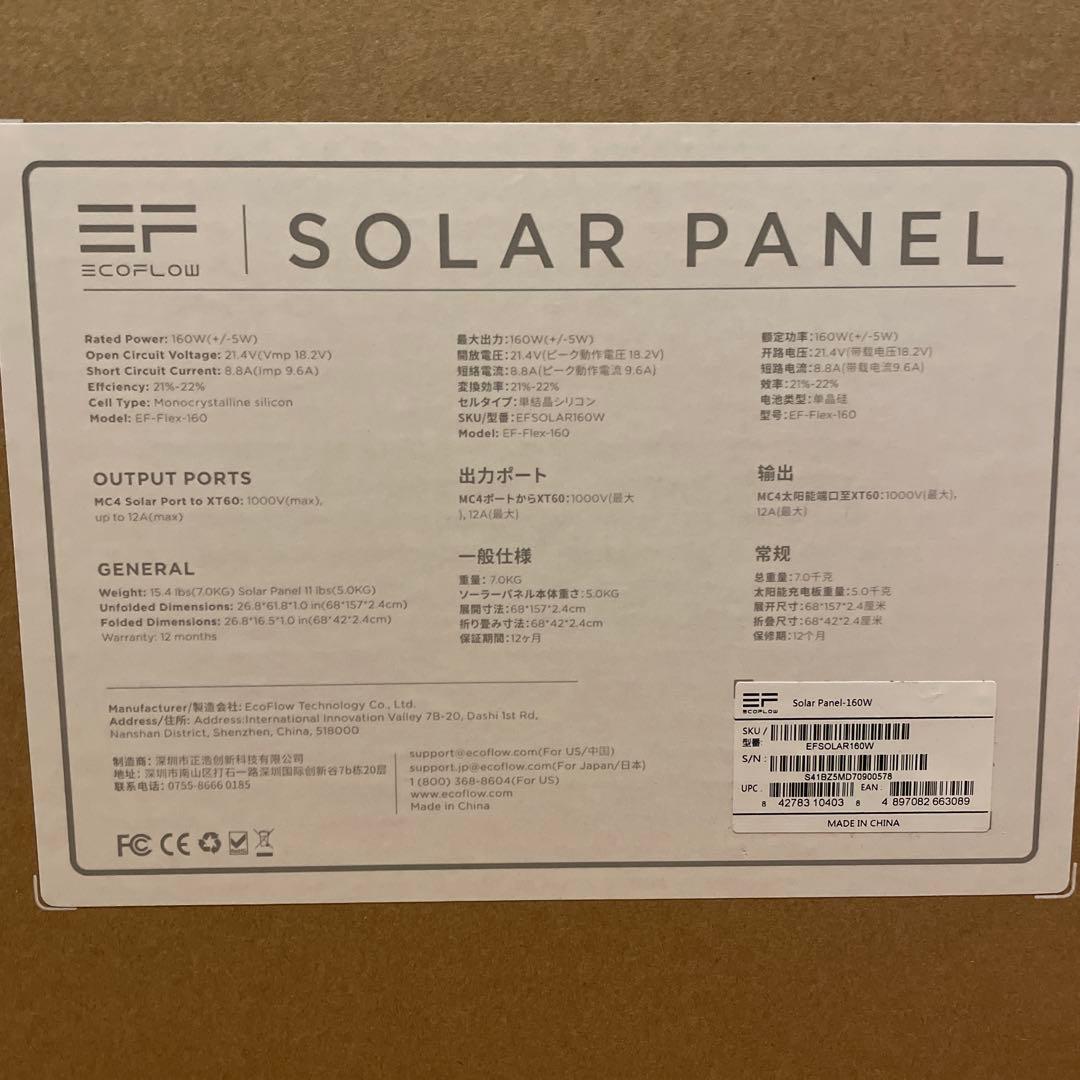 EF
ECOFLOW
SOLAR PANEL
Rated Power: 160W(+/-5W)
Open Circuit Voltage: 21.4V(Vmp 18.2V)
Short Circuit Current: 8.8A(Imp 9.6A)
Effciency: 21%-22%
Cell Type: Monocrystalline silicon
Model: EF-Flex-160
OUTPUT PORTS
MC4 Solar Port to XT60: 1000V(max),
up to 12A(max)
GENERAL
Weight: 15.4 lbs(7.0KG) Solar Panel 11 lbs(5.0KG)
Unfolded Dimensions: 26.8*61.8*1.0 in(68*157*2.4cm)
Folded Dimensions: 26.8*16.5*1.0 in(68*42*2.4cm)
Warranty: 12 months
最大出力:160W(+/-5W)
開放電圧:21.4V(ピーク動作電圧 18.2V)
短絡電流:8.8A(ピーク動作電流 9.6A)
変換効率:21%-22%
セルタイプ:単結晶シリコン
SKU/型番:EFSOLAR160W
Model: EF-Flex-160
出力ポート
MC4ポートからXT60:1000V(最大
), 12A(最大)
一般仕様
重量: 7.0KG
ソーラーパネル本体重さ:5.0KG
展開寸法:68*157*2.4cm
折り畳み寸法:68*42*2.4cm
保証期間:12ヶ月
额定功率:160W(+/-5W)
开路电压:21.4V(带载电压18.2V)
短路电流:8.8A(带载电流9.6A)
效率:21%-22%
电池类型:单晶硅
型号:EF-Flex-160
输出
MC4太阳能端口至XT60:1000V(最大),
12A(最大)
常规
总重量:7.0千克
太阳能充电板重量:5.0千克
展开尺寸:68*157*2.4厘米
折叠尺寸:68*42*2.4厘米
保修期:12个月
Manufacturer/製造会社: EcoFlow Technology Co., Ltd.
Address/住所: Address:International Innovation Valley 7B-20, Dashi 1st Rd,
Nanshan District, Shenzhen, China, 518000
制造商: 深圳市正浩创新科技有限公司
地址: 深圳市南山区打石一路深圳国际创新谷7b栋20层
联系电话: 0755-8666 0185
support@ecoflow.com(For US/中国)
support.jp@ecoflow.com(For Japan/日本)
1 (800) 368-8604(For US)
www.ecoflow.com
Made in China
FC CE
EF
ECOFLOW
Solar Panel-160W
SKU /
型番:
EFSOLAR160W
S/N :
S41BZ5MD70900578
UPC :
8 42783 10403 8
EAN :
4 897082 663089
MADE IN CHINA